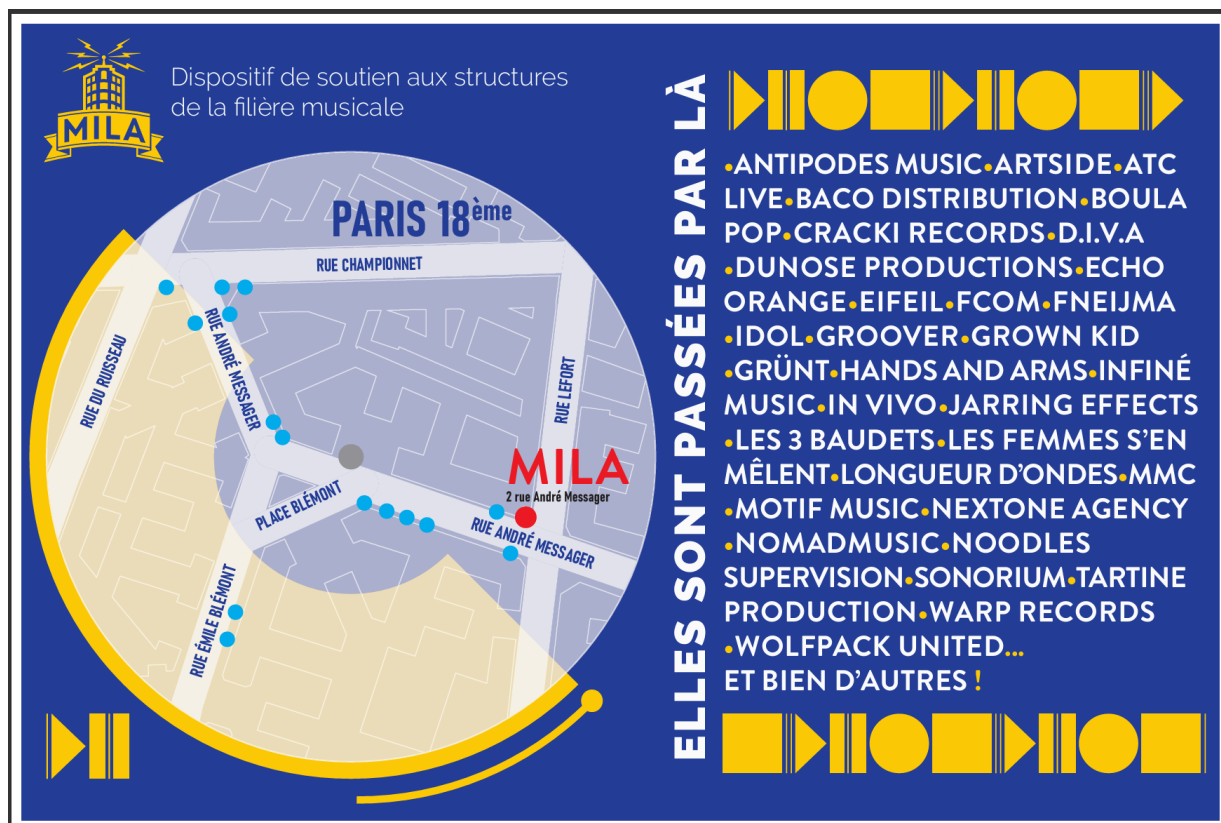 MILA
Dispositif de soutien aux structures
de la filière musicale
PARIS 18ème
RUE CHAMPIONNET
RUE DU RUISSEAU
RUE ANDRÉ MESSAGER
RUE LEFORT
PLACE BLÉMONT
MILA
2 rue André Messager
RUE ANDRÉ MESSAGER
RUE ÉMILE BLÉMONT
ELLES SONT PASSÉES PAR LÀ
•ANTIPODES MUSIC•ARTSIDE•ATC
LIVE•BACO DISTRIBUTION•BOULA
POP•CRACKI RECORDS•D.I.V.A
•DUNOSE PRODUCTIONS•ECHO
ORANGE•EIFEIL•FCOM•FNEIJMA
•IDOL•GROOVER•GROWN KID
•GRÜNT•HANDS AND ARMS•INFINÉ
MUSIC•IN VIVO•JARRING EFFECTS
•LES 3 BAUDETS•LES FEMMES S’EN
MÊLENT•LONGUEUR D’ONDES•MMC
•MOTIF MUSIC•NEXTONE AGENCY
•NOMADMUSIC•NOODLES
SUPERVISION•SONORIUM•TARTINE
PRODUCTION•WARP RECORDS
•WOLFPACK UNITED...
ET BIEN D’AUTRES !